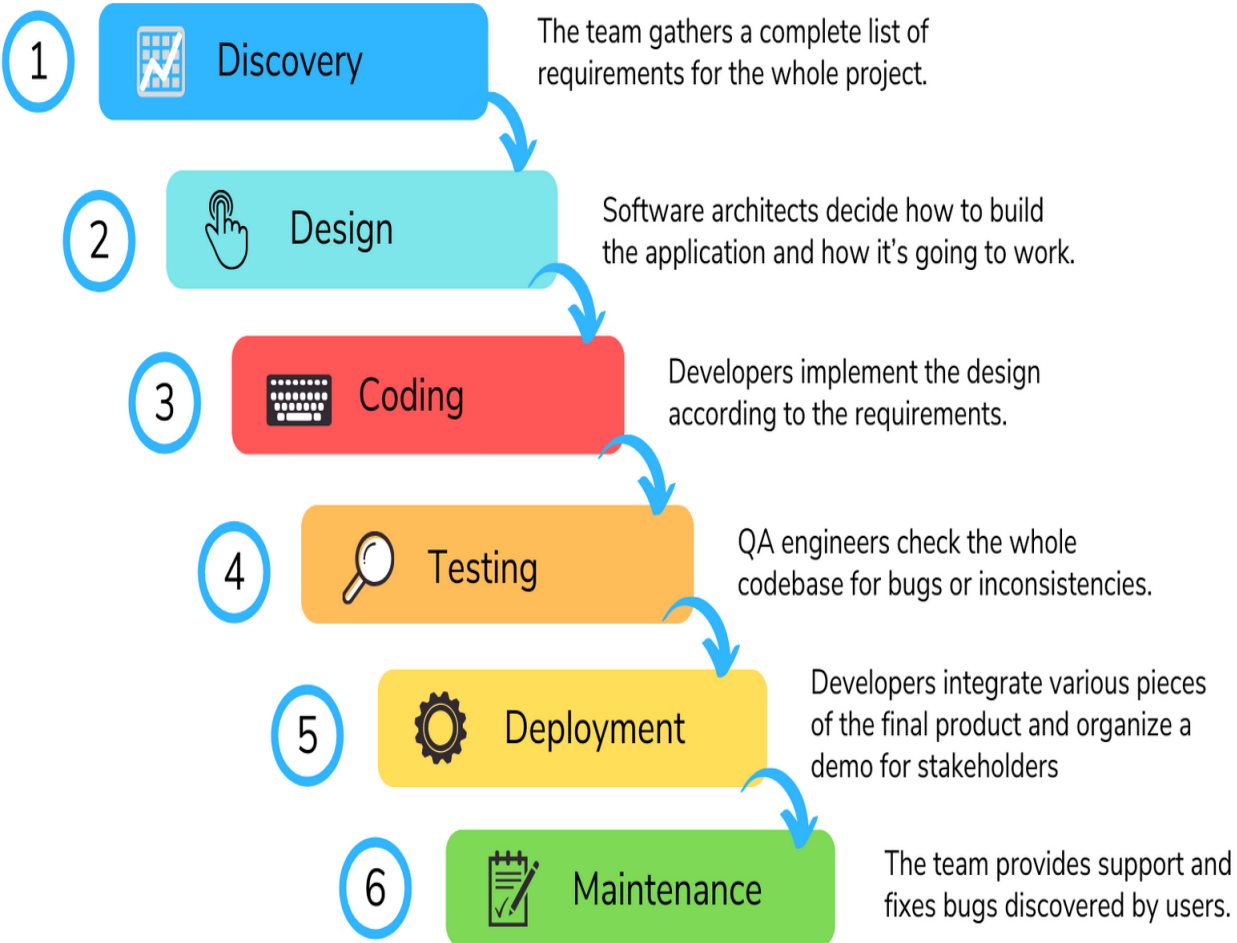 1
Discovery
The team gathers a complete list of
requirements for the whole project.
2
Design
Software architects decide how to build
the application and how it's going to work.
3
Coding
Developers implement the design
according to the requirements.
4
Testing
QA engineers check the whole
codebase for bugs or inconsistencies.
5
Deployment
Developers integrate various pieces
of the final product and organize a
demo for stakeholders
6
Maintenance
The team provides support and
fixes bugs discovered by users.